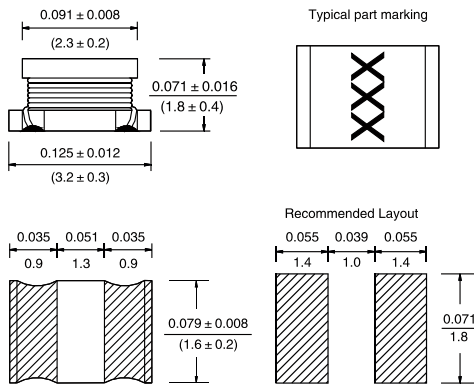 0.091 ± 0.008
(2.3 ± 0.2)
0.071 ± 0.016
(1.8 ± 0.4)
0.125 ± 0.012
(3.2 ± 0.3)
Typical part marking
XXX
0.035 0.051 0.035
0.9 1.3 0.9
0.079 ± 0.008
(1.6 ± 0.2)
Recommended Layout
0.055 0.039 0.055
1.4 1.0 1.4
0.071
1.8